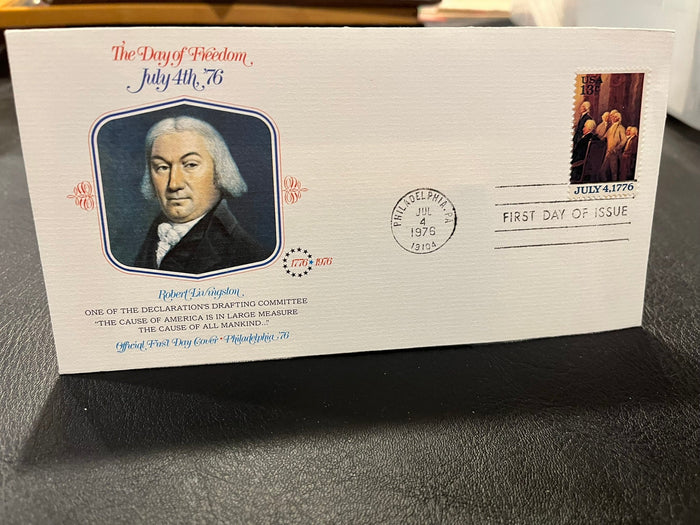 The Day of Freedom,
July 4th, '76
1776 ★ 1976
Robert Livingston,
ONE OF THE DECLARATION'S DRAFTING COMMITTEE
"THE CAUSE OF AMERICA IS IN LARGE MEASURE
THE CAUSE OF ALL MANKIND..."
Official First Day Cover • Philadelphia '76
PHILADELPHIA, PA
JUL
4
1976
19104
FIRST DAY OF ISSUE
USA
13c
JULY 4, 1776